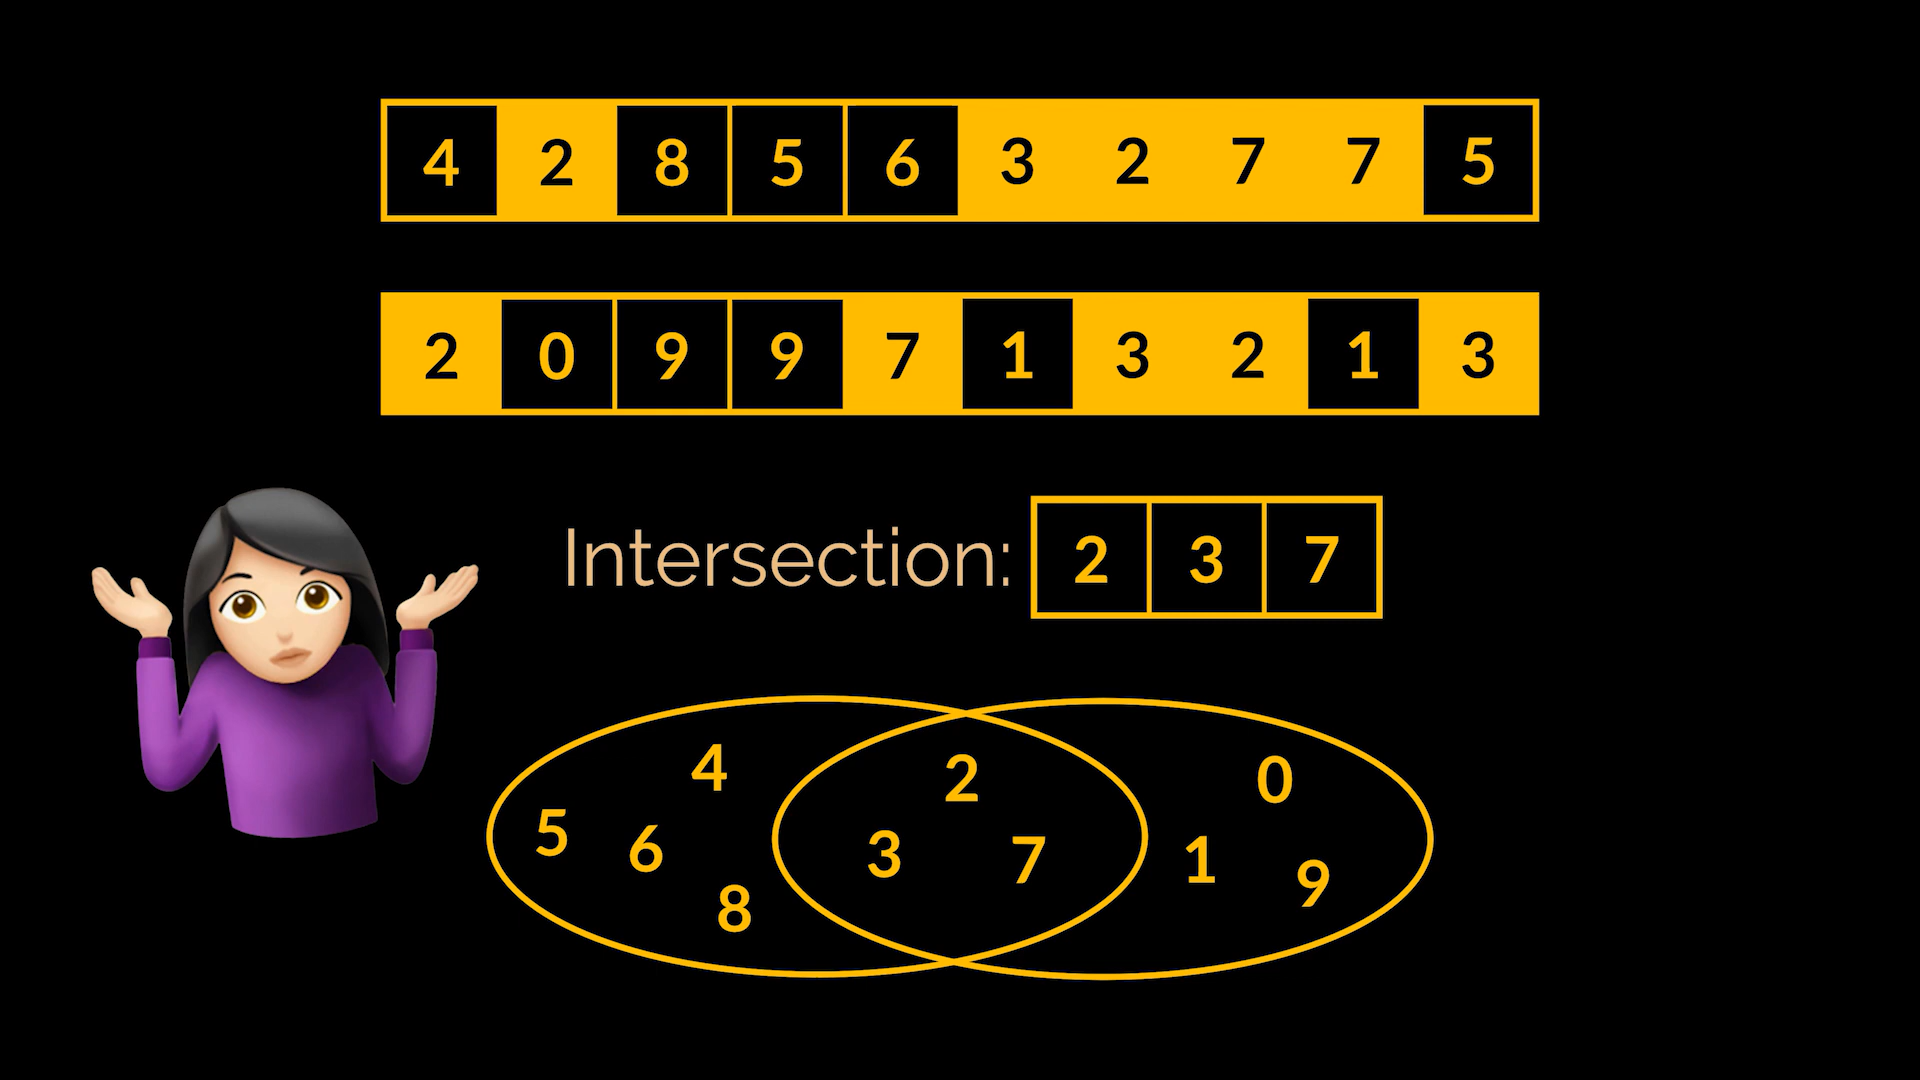 4 2 8 5 6 3 2 7 7 5
2 0 9 9 7 1 3 2 1 3
Intersection: 2 3 7
4 2 0
5 6 3 7 1 9
8